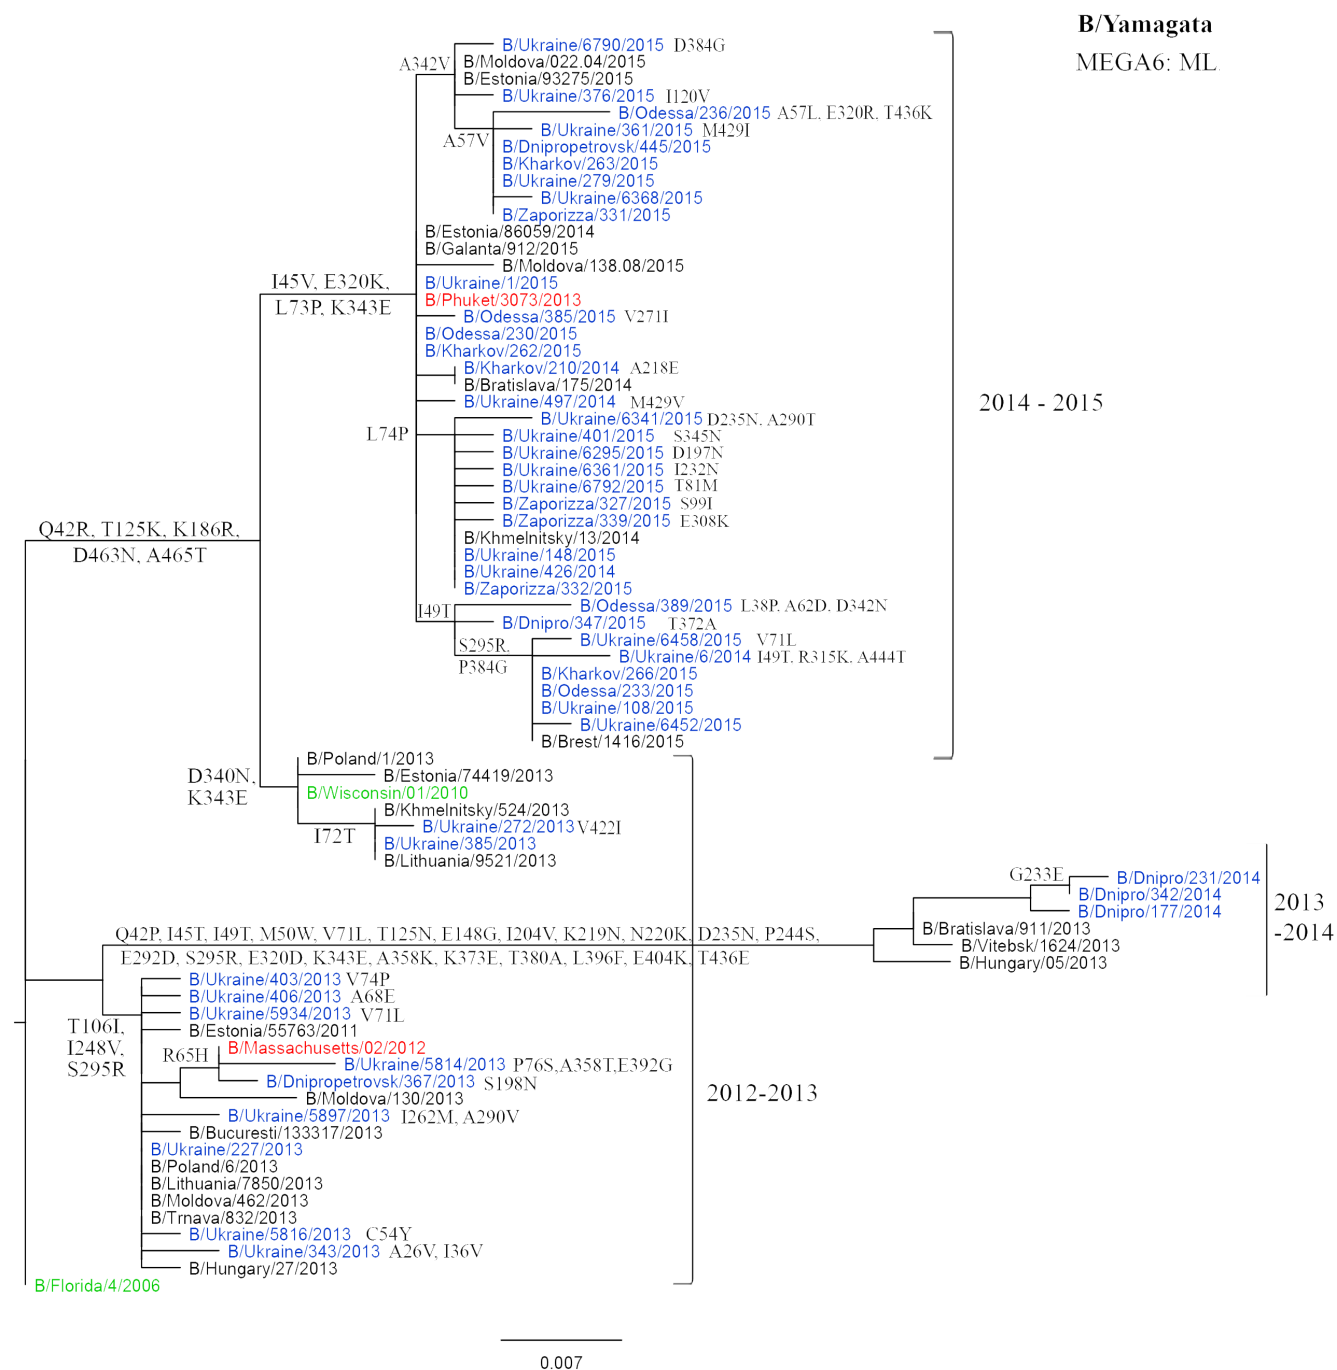 B/Yamagata
MEGA6: ML
B/Ukraine/6790/2015 D384G
A342V
B/Moldova/022.04/2015
B/Estonia/93275/2015
B/Ukraine/376/2015 I120V
B/Odessa/236/2015 A57L, E320R, T436K
B/Ukraine/361/2015 M429I
A57V
B/Dnipropetrovsk/445/2015
B/Kharkov/263/2015
B/Ukraine/279/2015
B/Ukraine/6368/2015
B/Zaporizza/331/2015
B/Estonia/86059/2014
B/Galanta/912/2015
B/Moldova/138.08/2015
I45V, E320K,
L73P, K343E
B/Ukraine/1/2015
B/Phuket/3073/2013
B/Odessa/385/2015 V271I
B/Odessa/230/2015
B/Kharkov/262/2015
B/Kharkov/210/2014 A218E
B/Bratislava/175/2014
B/Ukraine/497/2014 M429V
2014 - 2015
B/Ukraine/6341/2015 D235N, A290T
L74P
B/Ukraine/401/2015 S345N
B/Ukraine/6295/2015 D197N
B/Ukraine/6361/2015 I232N
B/Ukraine/6792/2015 T81M
B/Zaporizza/327/2015 S99I
B/Zaporizza/339/2015 E308K
B/Khmelnitsky/13/2014
B/Ukraine/148/2015
B/Ukraine/426/2014
B/Zaporizza/332/2015
Q42R, T125K, K186R,
D463N, A465T
I49T
B/Odessa/389/2015 L38P, A62D, D342N
B/Dnipro/347/2015 T372A
S295R,
P384G
B/Ukraine/6458/2015 V71L
B/Ukraine/6/2014 I49T, R315K, A444T
B/Kharkov/266/2015
B/Odessa/233/2015
B/Ukraine/108/2015
B/Ukraine/6452/2015
B/Brest/1416/2015
B/Poland/1/2013
D340N,
K343E
B/Estonia/74419/2013
B/Wisconsin/01/2010
B/Khmelnitsky/524/2013
I72T
B/Ukraine/272/2013 V422I
B/Ukraine/385/2013
B/Lithuania/9521/2013
G233E
B/Dnipro/231/2014
B/Dnipro/342/2014
B/Dnipro/177/2014
2013
-2014
B/Bratislava/911/2013
B/Vitebsk/1624/2013
B/Hungary/05/2013
Q42P, I45T, I49T, M50W, V71L, T125N, E148G, I204V, K219N, N220K, D235N, P244S,
E292D, S295R, E320D, K343E, A358K, K373E, T380A, L396F, E404K, T436E
B/Ukraine/403/2013 V74P
B/Ukraine/406/2013 A68E
B/Ukraine/5934/2013 V71L
B/Estonia/55763/2011
T106I,
I248V,
S295R
R65H
B/Massachusetts/02/2012
B/Ukraine/5814/2013 P76S,A358T,E392G
B/Dnipropetrovsk/367/2013 S198N
B/Moldova/130/2013
2012-2013
B/Ukraine/5897/2013 I262M, A290V
B/Bucuresti/133317/2013
B/Ukraine/227/2013
B/Poland/6/2013
B/Lithuania/7850/2013
B/Moldova/462/2013
B/Trnava/832/2013
B/Ukraine/5816/2013 C54Y
B/Ukraine/343/2013 A26V, I36V
B/Hungary/27/2013
B/Florida/4/2006
0.007